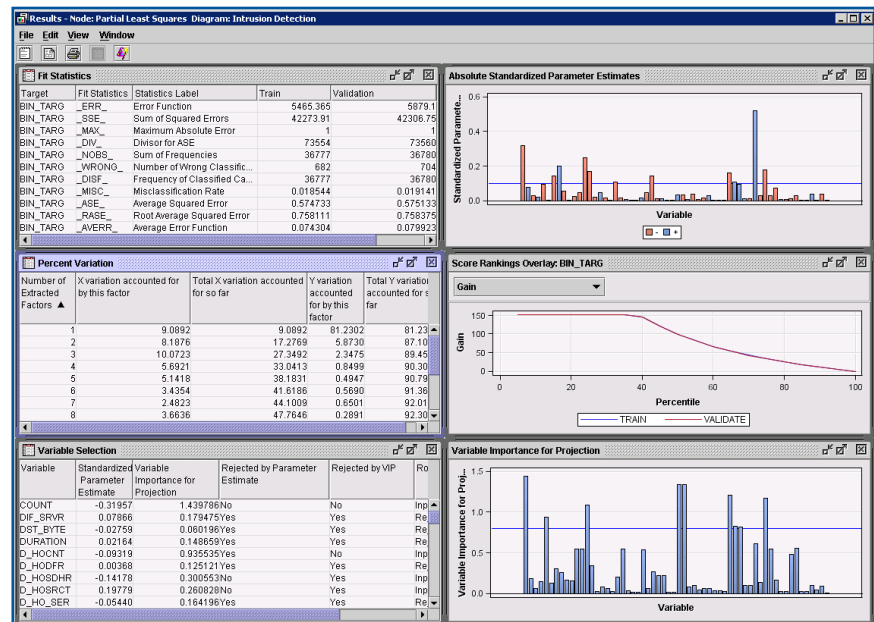 Results - Node: Partial Least Squares Diagram: Intrusion Detection
File Edit View Window
Fit Statistics
Target Fit Statistics Statistics Label Train Validation
BIN_TARG _ERR_ Error Function 5465.365 5879.1
BIN_TARG _SSE_ Sum of Squared Errors 42273.91 42306.75
BIN_TARG _MAX_ Maximum Absolute Error 1 1
BIN_TARG _DIV_ Divisor for ASE 73554 73560
BIN_TARG _NOBS_ Sum of Frequencies 36777 36780
BIN_TARG _WRONG_ Number of Wrong Classific... 682 704
BIN_TARG _DISF_ Frequency of Classified Ca... 36777 36780
BIN_TARG _MISC_ Misclassification Rate 0.018544 0.019141
BIN_TARG _ASE_ Average Squared Error 0.574733 0.575133
BIN_TARG _RASE_ Root Average Squared Error 0.758111 0.758375
BIN_TARG _AVERR_ Average Error Function 0.074304 0.079923
Absolute Standardized Parameter Estimates
Standardized Paramete...
0.6
0.4
0.2
0.0
Variable
- +
Percent Variation
Number of Extracted Factors X variation accounted for by this factor Total X variation accounted for so far Y variation accounted for by this factor Total Y variation accounted for s far
1 9.0892 9.0892 81.2302 81.23
2 8.1876 17.2769 5.8730 87.10
3 10.0723 27.3492 2.3475 89.45
4 5.6921 33.0413 0.8499 90.30
5 5.1418 38.1831 0.4947 90.79
6 3.4354 41.6186 0.5690 91.36
7 2.4823 44.1009 0.6501 92.01
8 3.6636 47.7646 0.2891 92.30
Score Rankings Overlay: BIN_TARG
Gain
Gain
150
100
50
0
0 20 40 60 80 100
Percentile
TRAIN VALIDATE
Variable Selection
Variable Standardized Parameter Estimate Variable Importance for Projection Rejected by Parameter Estimate Rejected by VIP Ro
COUNT -0.31957 1.439786 No No Inp
DIF_SRVR 0.07866 0.179475 Yes Yes Re
DST_BYTE -0.02759 0.060196 Yes Yes Re
DURATION 0.02164 0.148659 Yes Yes Re
D_HOCNT -0.09319 0.935535 Yes No Inp
D_HODFR 0.00368 0.125121 Yes Yes Re
D_HOSDHR -0.14178 0.300553 No Yes Inp
D_HOSRCT 0.19779 0.260828 No Yes Inp
D_HO_SER -0.05440 0.164196 Yes Yes Re
Variable Importance for Projection
Variable Importance for Proj...
1.5
1.0
0.5
0.0
Variable